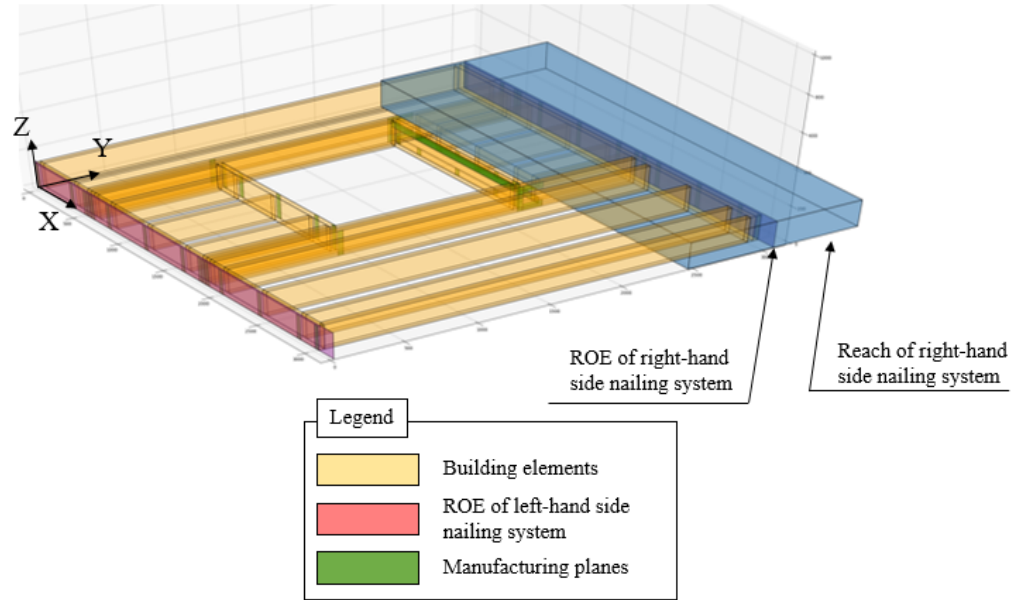 Z
Y
X
ROE of right-hand
side nailing system
Reach of right-hand
side nailing system
Legend
Building elements
ROE of left-hand side
nailing system
Manufacturing planes